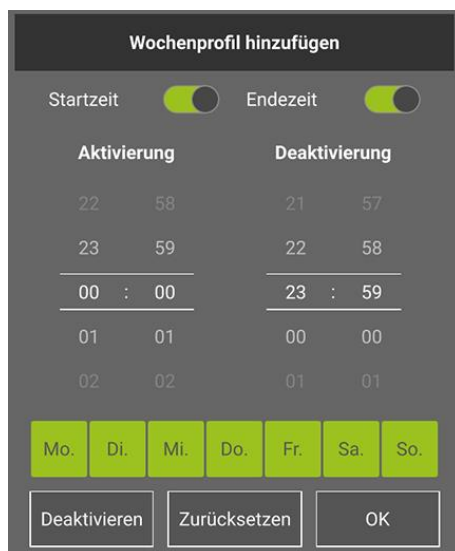 Wochenprofil hinzufügen
Startzeit Endezeit
Aktivierung Deaktivierung
22 58 21 57
23 59 22 58
00 : 00 23 : 59
01 01 00 00
02 02 01 01
Mo. Di. Mi. Do. Fr. Sa. So.
Deaktivieren Zurücksetzen OK